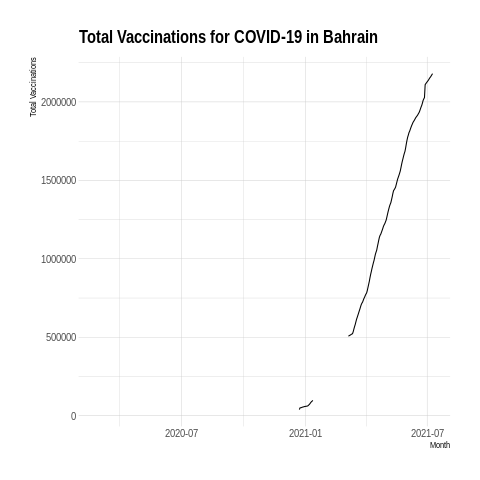 Total Vaccinations for COVID-19 in Bahrain
Total Vaccinations
2000000
1500000
1000000
500000
0
2020-07 2021-01 2021-07
Month